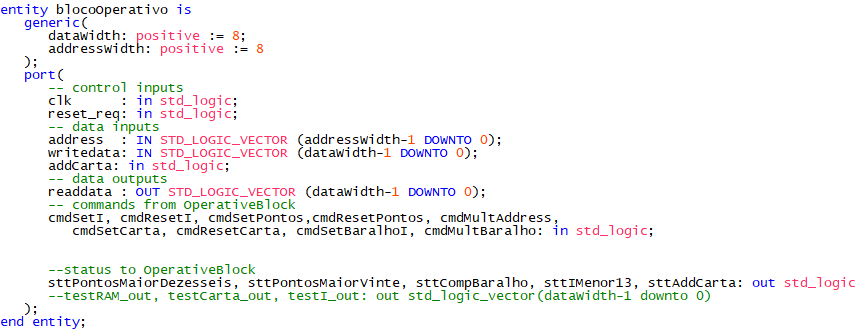 entity blocoOperativo is
generic(
dataWidth: positive := 8;
addressWidth: positive := 8
);
port(
-- control inputs
clk      : in std_logic;
reset_req: in std_logic;
-- data inputs
address  : IN STD_LOGIC_VECTOR (addressWidth-1 DOWNTO 0);
writedata: IN STD_LOGIC_VECTOR (dataWidth-1 DOWNTO 0);
addCarta: in std_logic;
-- data outputs
readdata : OUT STD_LOGIC_VECTOR (dataWidth-1 DOWNTO 0);
-- commands from OperativeBlock
cmdSetI, cmdResetI, cmdSetPontos,cmdResetPontos, cmdMultAddress,
cmdSetCarta, cmdResetCarta, cmdSetBaralhoI, cmdMultBaralho: in std_logic;
--status to OperativeBlock
sttPontosMaiorDezesseis, sttPontosMaiorVinte, sttCompBaralho, sttIMenor13, sttAddCarta: out std_logic
--testRAM_out, testCarta_out, testI_out: out std_logic_vector(dataWidth-1 downto 0)
);
end entity;